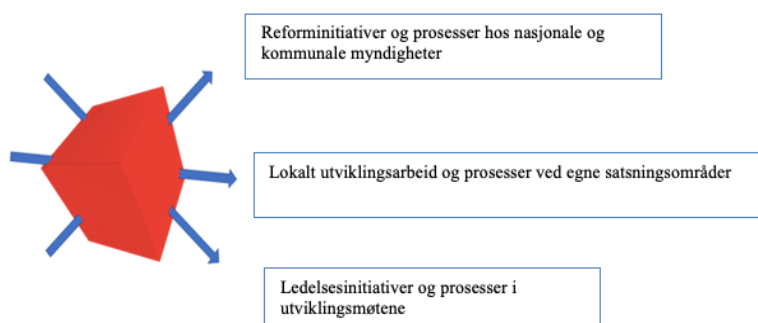 Reforminitiativer og prosesser hos nasjonale og
kommunale myndigheter
Lokalt utviklingsarbeid og prosesser ved egne satsningsområder
Ledelsesinitiativer og prosesser i
utviklingsmøtene